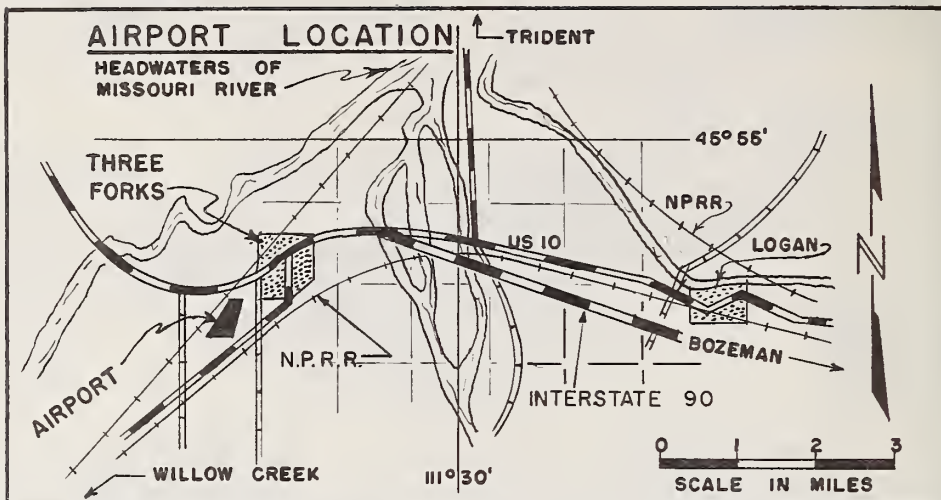 AIRPORT LOCATION
TRIDENT
HEADWATERS OF
MISSOURI RIVER
45° 55'
THREE
FORKS
NPRR
US 10
LOGAN
N
N.P.R.R.
BOZEMAN
AIRPORT
INTERSTATE 90
WILLOW CREEK
111° 30'
0 1 2 3
SCALE IN MILES